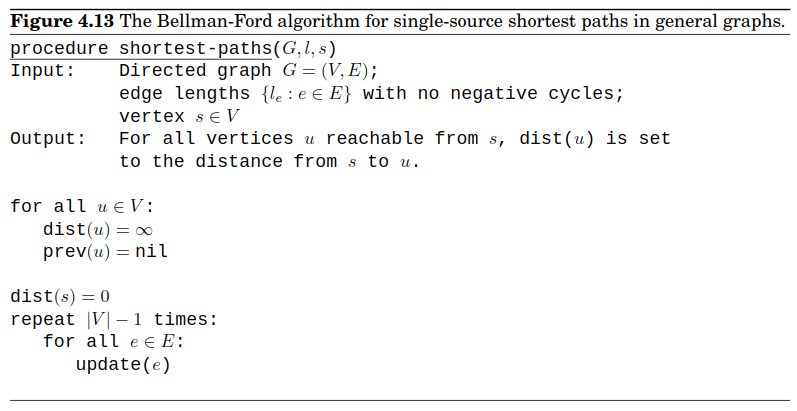 Figure 4.13 The Bellman-Ford algorithm for single-source shortest paths in general graphs.
procedure shortest-paths(G, l, s)
Input: Directed graph G = (V, E);
edge lengths {l_e : e ∈ E} with no negative cycles;
vertex s ∈ V
Output: For all vertices u reachable from s, dist(u) is set
to the distance from s to u.
for all u ∈ V:
dist(u) = ∞
prev(u) = nil
dist(s) = 0
repeat |V| − 1 times:
for all e ∈ E:
update(e)